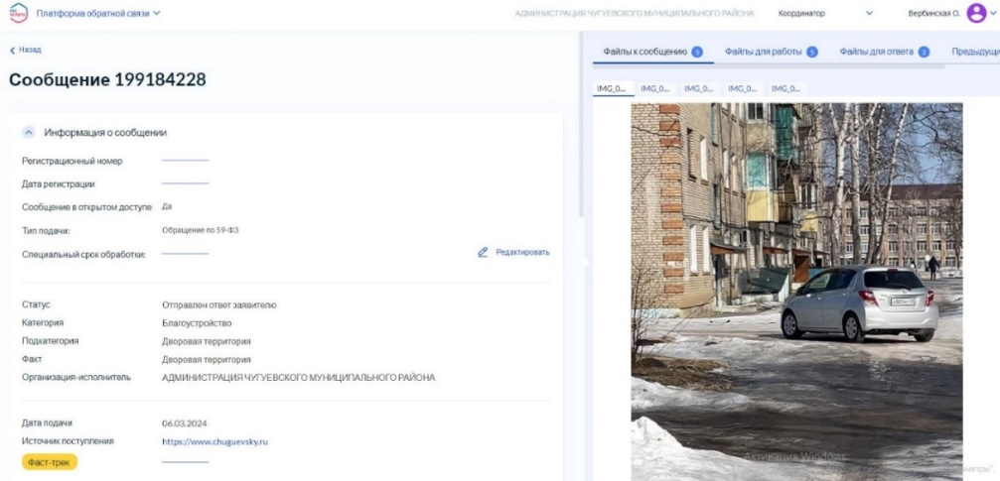 Платформа обратной связи
АДМИНИСТРАЦИЯ ЧУГУЕВСКОГО МУНИЦИПАЛЬНОГО РАЙОНА
Координатор
Вербинская О.
Назад
Сообщение 199184228
Информация о сообщении
Регистрационный номер
Дата регистрации
Сообщение в открытом доступе Да
Тип подачи: Обращение по 59-ФЗ
Специальный срок обработки:
Редактировать
Статус Отправлен ответ заявителю
Категория Благоустройство
Подкатегория Дворовая территория
Факт Дворовая территория
Организация-исполнитель АДМИНИСТРАЦИЯ ЧУГУЕВСКОГО МУНИЦИПАЛЬНОГО РАЙОНА
Дата подачи 06.03.2024
Источник поступления https://www.chuguevsky.ru
Фаст-трек
Файлы к сообщению 5 Файлы для работы 5 Файлы для ответа 2 Предыдущи
IMG_0... IMG_0... IMG_0... IMG_0... IMG_0...
Активация Windows